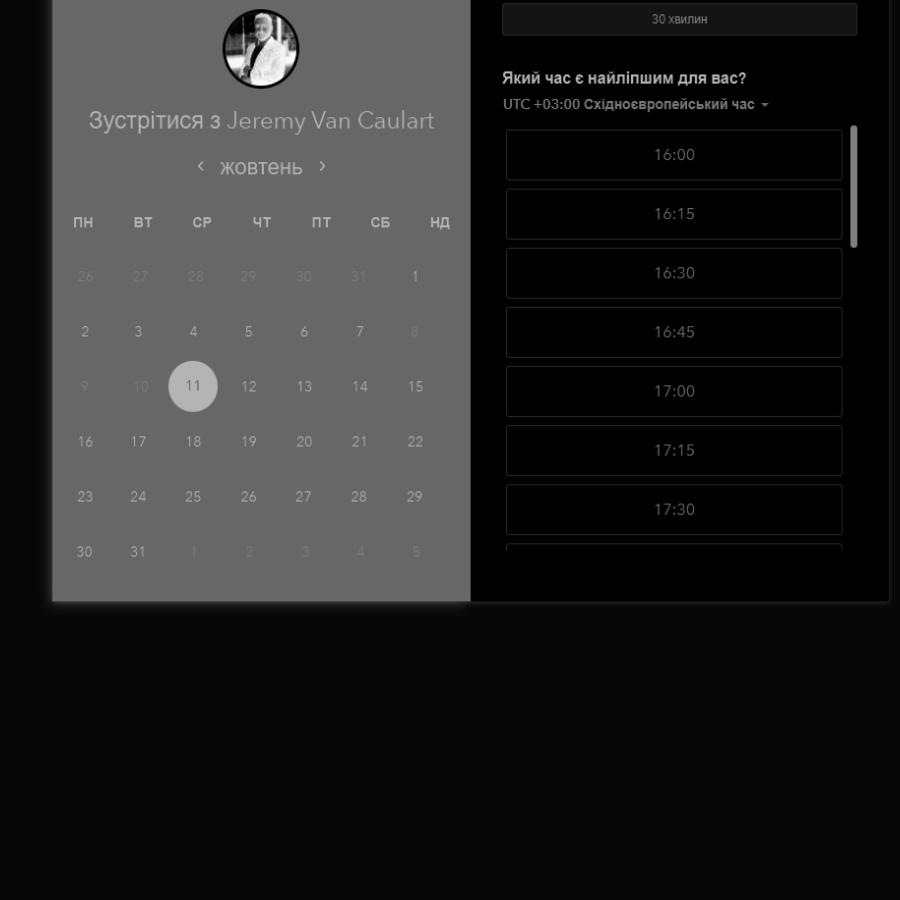 Зустрітися з Jeremy Van Caulart
жовтень
ПН ВТ СР ЧТ ПТ СБ НД
26 27 28 29 30 31 1
2 3 4 5 6 7 8
9 10 11 12 13 14 15
16 17 18 19 20 21 22
23 24 25 26 27 28 29
30 31 1 2 3 4 5
30 хвилин
Який час є найліпшим для вас?
UTC +03:00 Східноєвропейський час
16:00
16:15
16:30
16:45
17:00
17:15
17:30